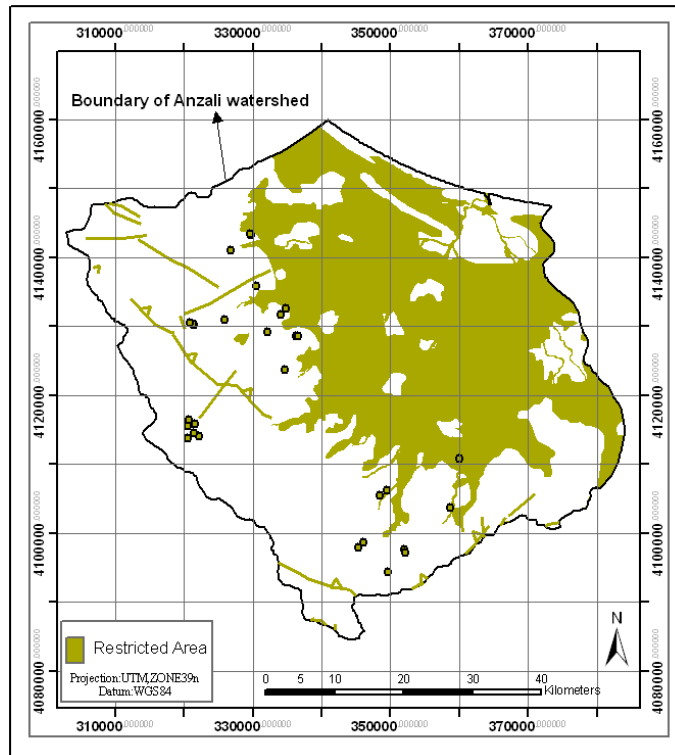 310000.000000 330000.000000 350000.000000 370000.000000
Boundary of Anzali watershed
4160000.000000 4160000.000000
4140000.000000 4140000.000000
4120000.000000 4120000.000000
4100000.000000 4100000.000000
4080000.000000 4080000.000000
N
Restricted Area
Projection:UTM,ZONE39n
Datum:WGS84
0 5 10 20 30 40
Kilometers
310000.000000 330000.000000 350000.000000 370000.000000